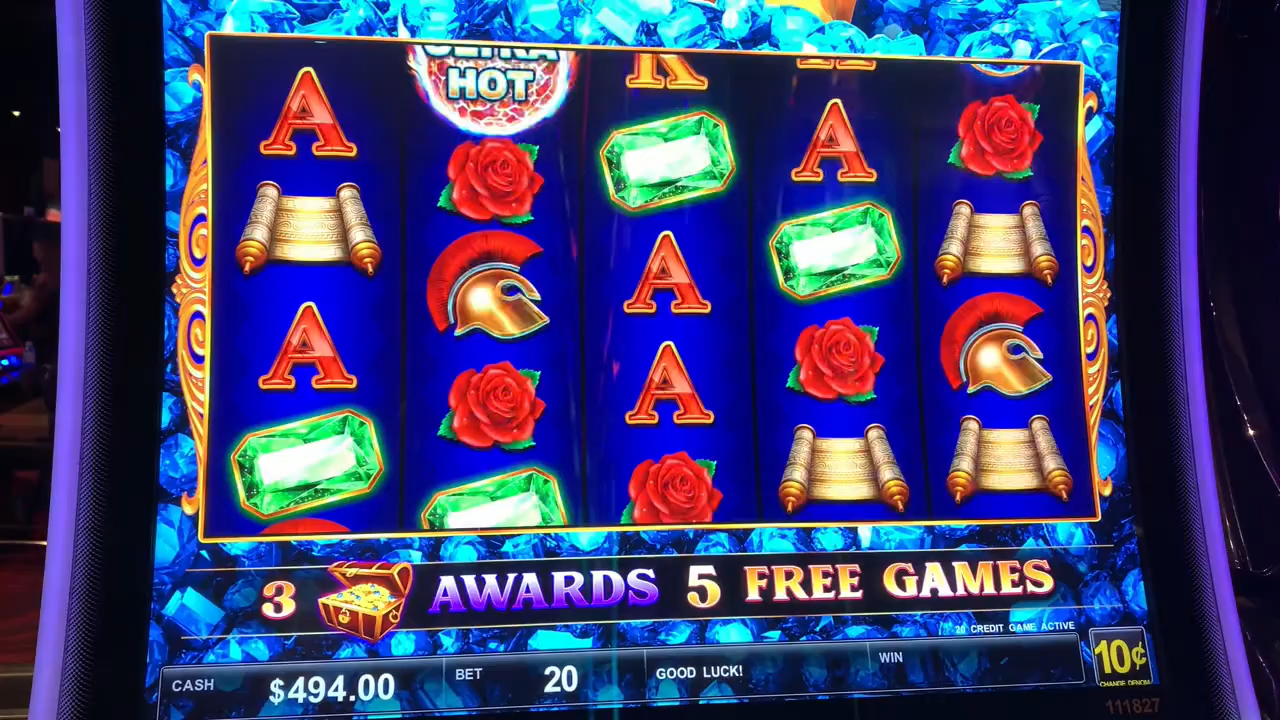 ULTRA
HOT
K
A
A
A
A
A
3 AWARDS 5 FREE GAMES
20 CREDIT GAME ACTIVE
CASH $494.00
BET 20
GOOD LUCK!
WIN
10¢
CHANGE DENOM
111827